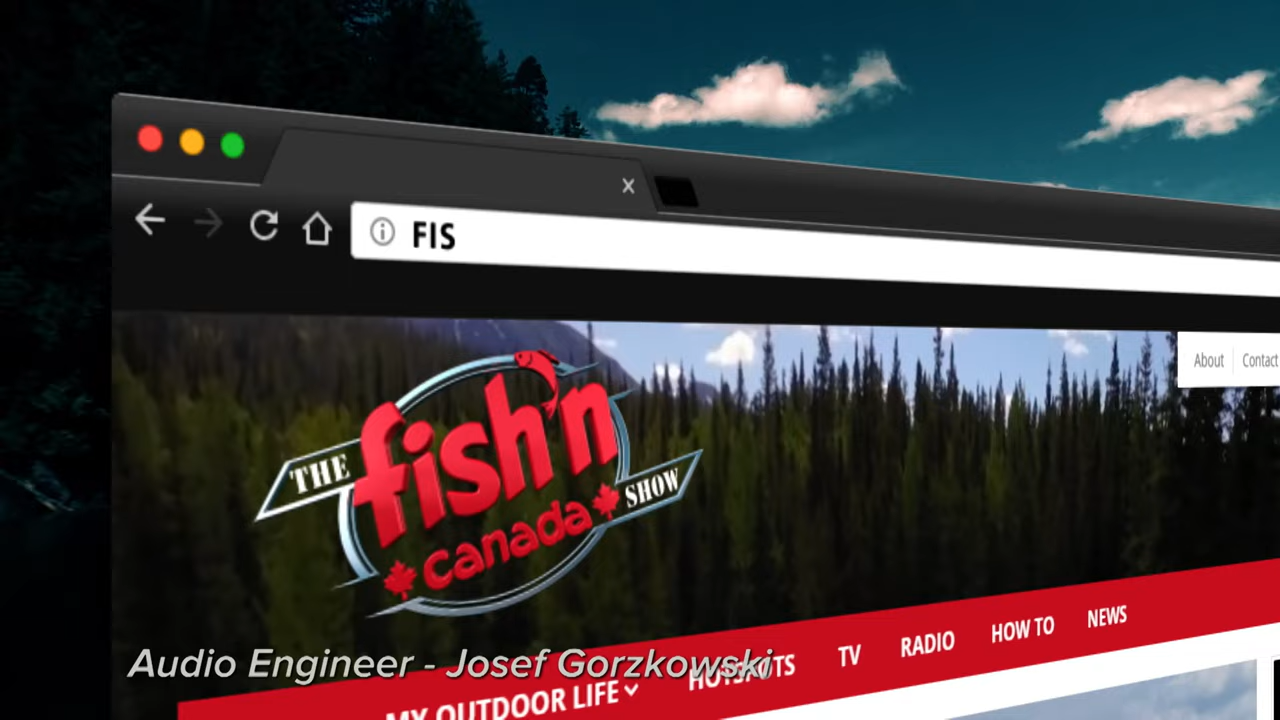 FIS
About
Contact
THE
fish'n
canada
SHOW
Audio Engineer - Josef Gorzkowski
MY OUTDOOR LIFE
HOTSPOTS
TV
RADIO
HOW TO
NEWS